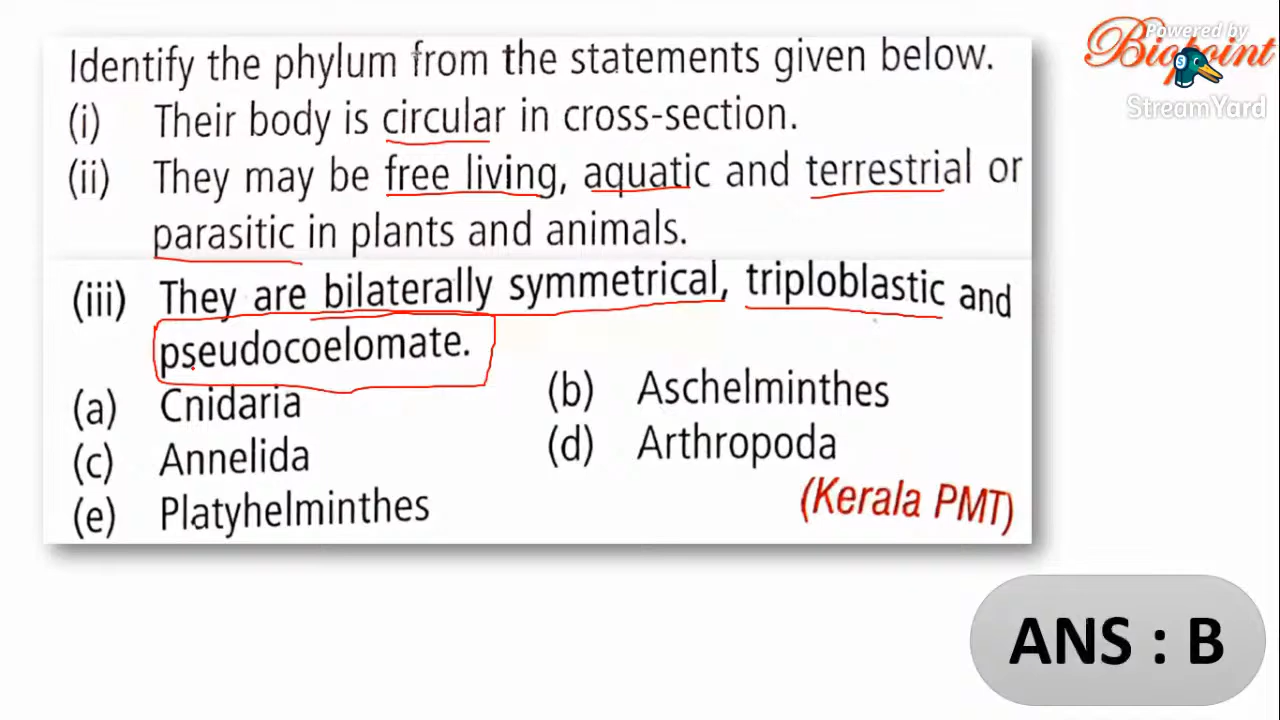 Powered by
Biopoint
StreamYard
Identify the phylum from the statements given below.
(i) Their body is circular in cross-section.
(ii) They may be free living, aquatic and terrestrial or
parasitic in plants and animals.
(iii) They are bilaterally symmetrical, triploblastic and
pseudocoelomate.
(a) Cnidaria (b) Aschelminthes
(c) Annelida (d) Arthropoda
(e) Platyhelminthes (Kerala PMT)
ANS : B